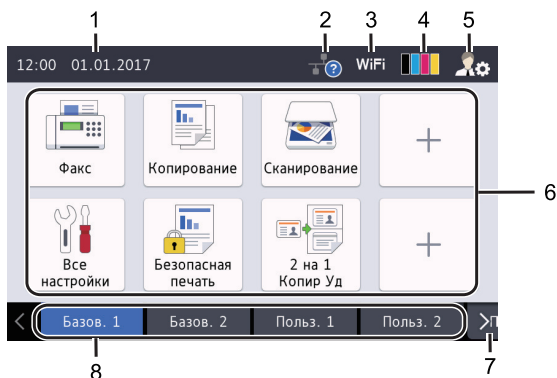 1
2
3
4
5
12:00 01.01.2017
?
WiFi
Факс
Копирование
Сканирование
+
6
Все
настройки
Безопасная
печать
2 на 1
Копир Уд
+
<
Базов. 1
Базов. 2
Польз. 1
Польз. 2
>П
8
7